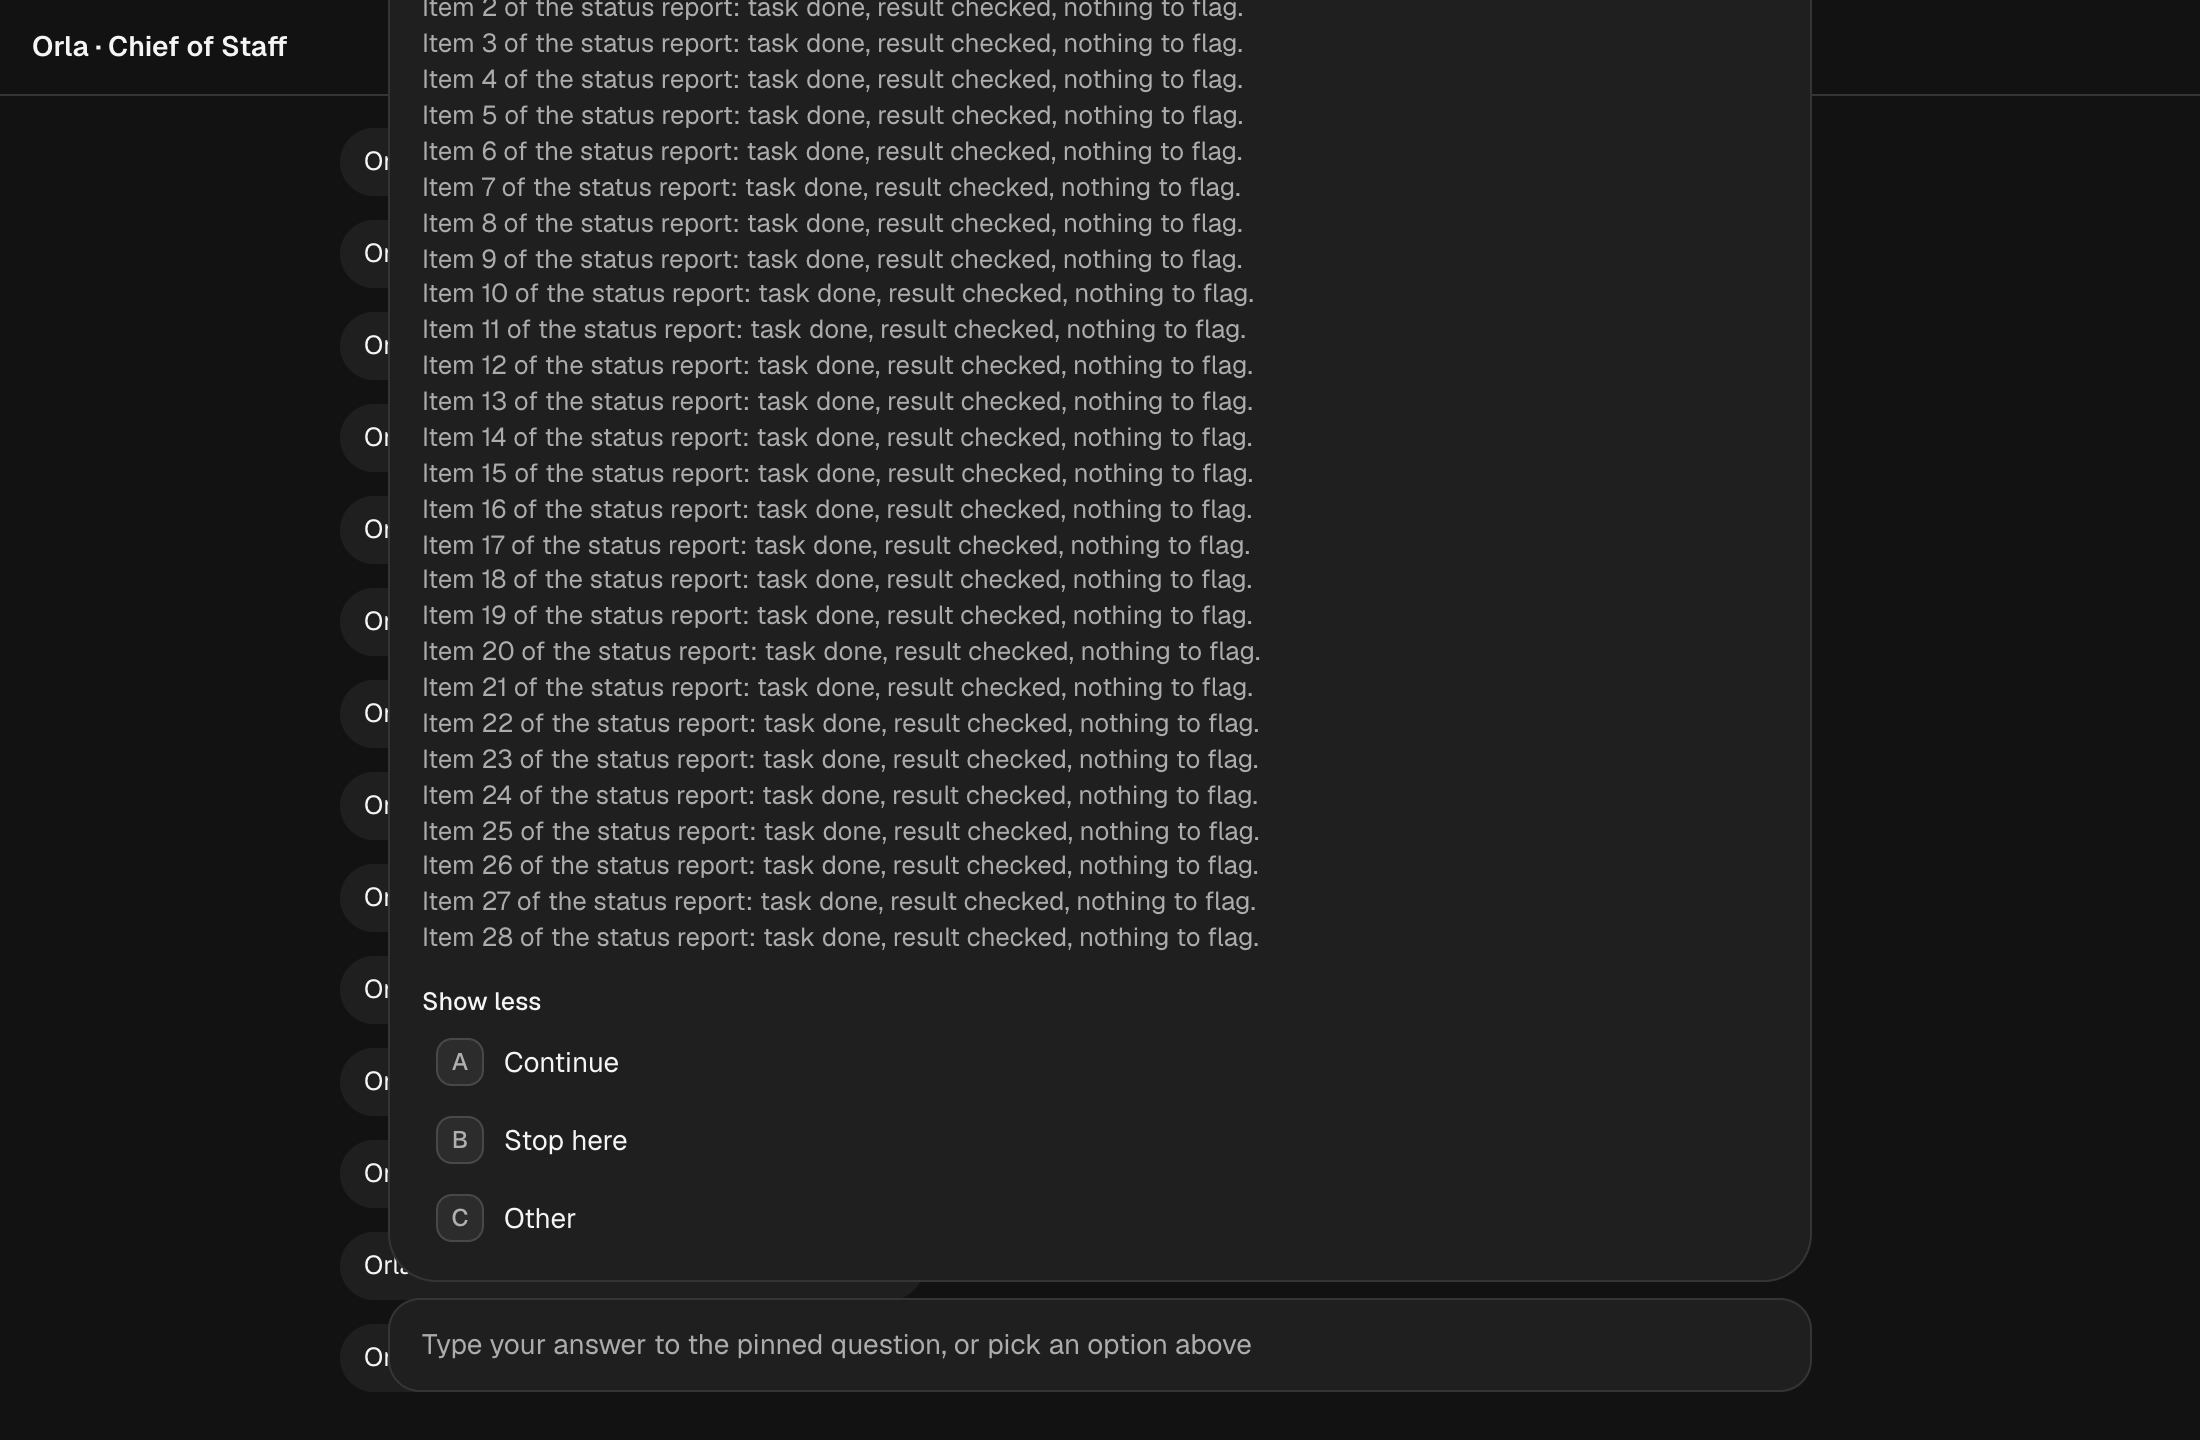 Item 2 of the status report: task done, result checked, nothing to flag.
Orla · Chief of Staff
Item 3 of the status report: task done, result checked, nothing to flag.
Item 4 of the status report: task done, result checked, nothing to flag.
Item 5 of the status report: task done, result checked, nothing to flag.
Item 6 of the status report: task done, result checked, nothing to flag.
Item 7 of the status report: task done, result checked, nothing to flag.
Item 8 of the status report: task done, result checked, nothing to flag.
Item 9 of the status report: task done, result checked, nothing to flag.
Item 10 of the status report: task done, result checked, nothing to flag.
Item 11 of the status report: task done, result checked, nothing to flag.
Item 12 of the status report: task done, result checked, nothing to flag.
Item 13 of the status report: task done, result checked, nothing to flag.
Item 14 of the status report: task done, result checked, nothing to flag.
Item 15 of the status report: task done, result checked, nothing to flag.
Item 16 of the status report: task done, result checked, nothing to flag.
Item 17 of the status report: task done, result checked, nothing to flag.
Item 18 of the status report: task done, result checked, nothing to flag.
Item 19 of the status report: task done, result checked, nothing to flag.
Item 20 of the status report: task done, result checked, nothing to flag.
Item 21 of the status report: task done, result checked, nothing to flag.
Item 22 of the status report: task done, result checked, nothing to flag.
Item 23 of the status report: task done, result checked, nothing to flag.
Item 24 of the status report: task done, result checked, nothing to flag.
Item 25 of the status report: task done, result checked, nothing to flag.
Item 26 of the status report: task done, result checked, nothing to flag.
Item 27 of the status report: task done, result checked, nothing to flag.
Item 28 of the status report: task done, result checked, nothing to flag.
Show less
A Continue
B Stop here
C Other
Type your answer to the pinned question, or pick an option above